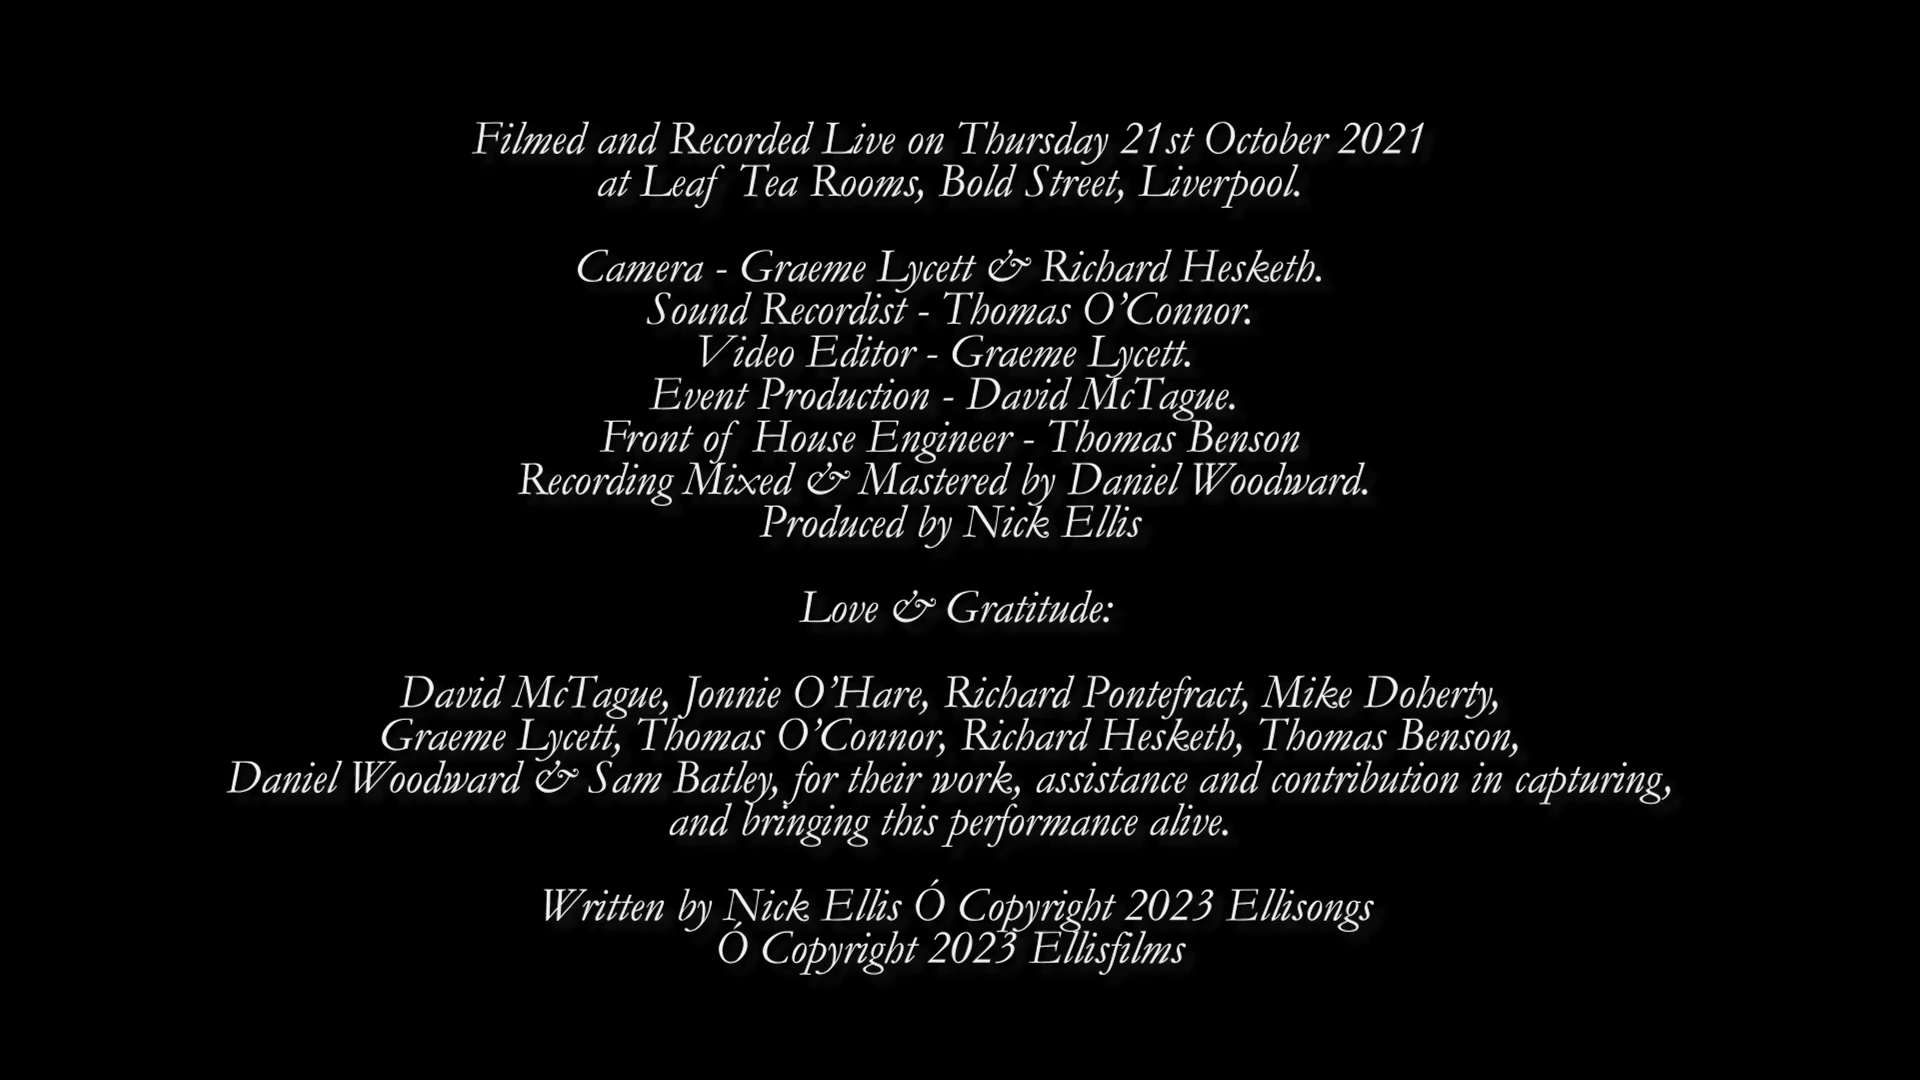 Filmed and Recorded Live on Thursday 21st October 2021
at Leaf Tea Rooms, Bold Street, Liverpool.
Camera - Graeme Lycett & Richard Hesketh.
Sound Recordist - Thomas O’Connor.
Video Editor - Graeme Lycett.
Event Production - David McTague.
Front of House Engineer - Thomas Benson
Recording Mixed & Mastered by Daniel Woodward.
Produced by Nick Ellis
Love & Gratitude:
David McTague, Jonnie O’Hare, Richard Pontefract, Mike Doherty,
Graeme Lycett, Thomas O’Connor, Richard Hesketh, Thomas Benson,
Daniel Woodward & Sam Batley, for their work, assistance and contribution in capturing,
and bringing this performance alive.
Written by Nick Ellis Ó Copyright 2023 Ellisongs
Ó Copyright 2023 Ellisfilms